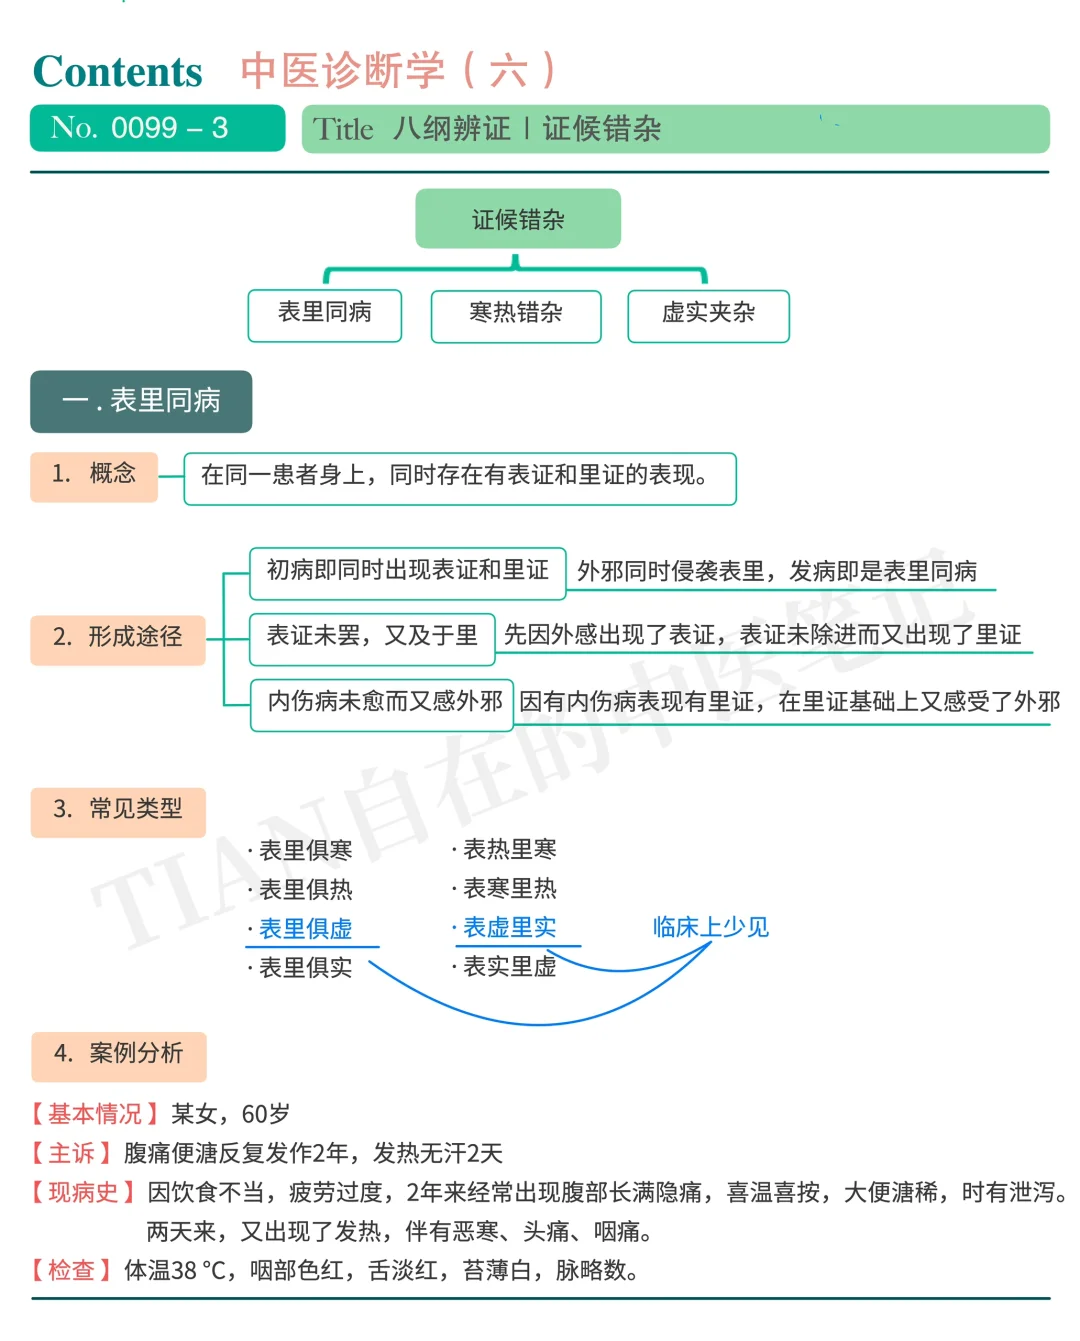 Contents 中医诊断学（六）
No. 0099 – 3 Title 八纲辨证 | 证候错杂
证候错杂
表里同病 寒热错杂 虚实夹杂
一 . 表里同病
1. 概念 在同一患者身上，同时存在有表证和里证的表现。
初病即同时出现表证和里证 外邪同时侵袭表里，发病即是表里同病
2. 形成途径 表证未罢，又及于里 先因外感出现了表证，表证未除进而又出现了里证
内伤病未愈而又感外邪 因有内伤病表现有里证，在里证基础上又感受了外邪
3. 常见类型
· 表里俱寒 · 表热里寒
· 表里俱热 · 表寒里热
· 表里俱虚 · 表虚里实 临床上少见
· 表里俱实 · 表实里虚
4. 案例分析
【基本情况】某女，60岁
【主诉】腹痛便溏反复发作2年，发热无汗2天
【现病史】因饮食不当，疲劳过度，2年来经常出现腹部长满隐痛，喜温喜按，大便溏稀，时有泄泻。
两天来，又出现了发热，伴有恶寒、头痛、咽痛。
【检查】体温38 ℃，咽部色红，舌淡红，苔薄白，脉略数。
TIAN自在的中医笔记